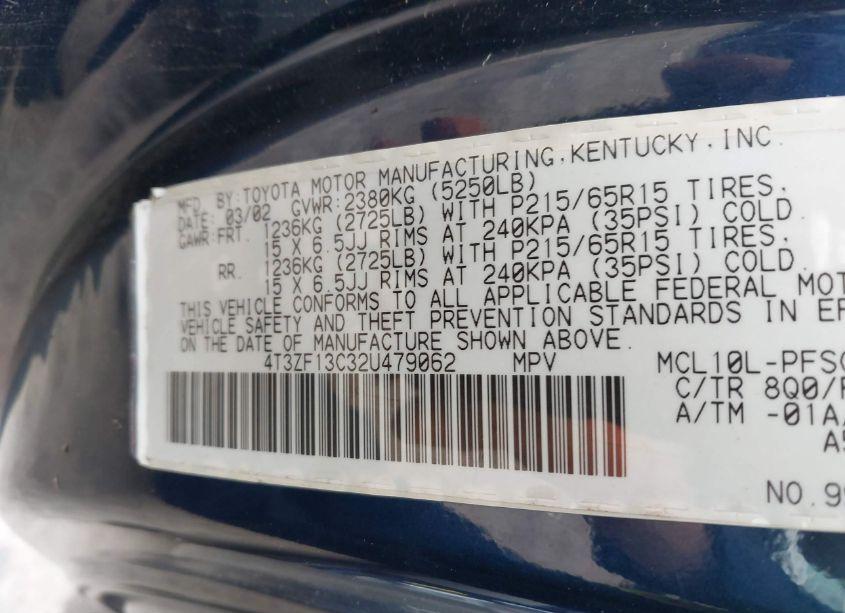 MFD. BY:TOYOTA MOTOR MANUFACTURING,KENTUCKY,INC.
DATE: 03/02 GVWR:2380KG (5250LB)
GAWR:FRT. 1236KG (2725LB) WITH P215/65R15 TIRES,
15 X 6.5JJ RIMS AT 240KPA (35PSI) COLD.
RR. 1236KG (2725LB) WITH P215/65R15 TIRES,
15 X 6.5JJ RIMS AT 240KPA (35PSI) COLD.
THIS VEHICLE CONFORMS TO ALL APPLICABLE FEDERAL MOT
VEHICLE SAFETY AND THEFT PREVENTION STANDARDS IN EF
ON THE DATE OF MANUFACTURE SHOWN ABOVE.
4T3ZF13C32U479062 MPV MCL10L-PFS
C/TR 8Q0/F
A/TM -01A
A5
NO.99